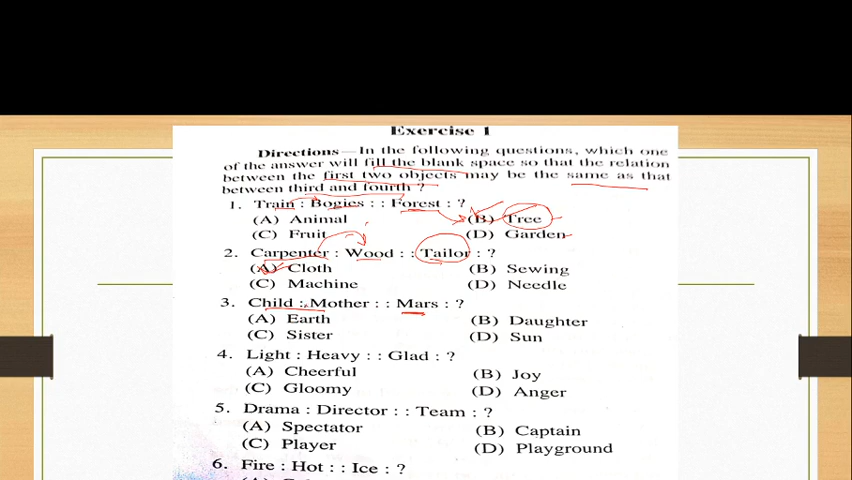 Exercise 1
Directions—In the following questions, which one
of the answer will fill the blank space so that the relation
between the first two objects may be the same as that
between third and fourth ?
1. Train : Bogies : : Forest : ?
(A) Animal (B) Tree
(C) Fruit (D) Garden
2. Carpenter : Wood : : Tailor : ?
(A) Cloth (B) Sewing
(C) Machine (D) Needle
3. Child : Mother : : Mars : ?
(A) Earth (B) Daughter
(C) Sister (D) Sun
4. Light : Heavy : : Glad : ?
(A) Cheerful (B) Joy
(C) Gloomy (D) Anger
5. Drama : Director : : Team : ?
(A) Spectator (B) Captain
(C) Player (D) Playground
6. Fire : Hot : : Ice : ?